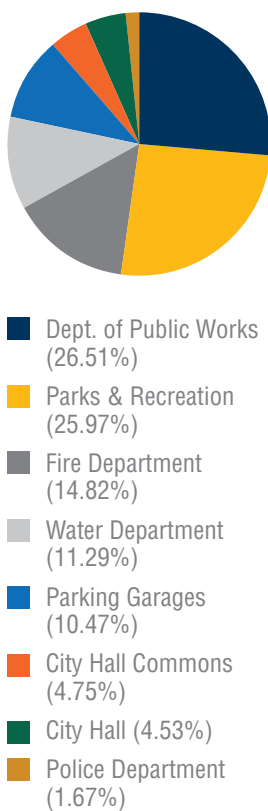 Dept. of Public Works
(26.51%)
Parks & Recreation
(25.97%)
Fire Department
(14.82%)
Water Department
(11.29%)
Parking Garages
(10.47%)
City Hall Commons
(4.75%)
City Hall (4.53%)
Police Department
(1.67%)